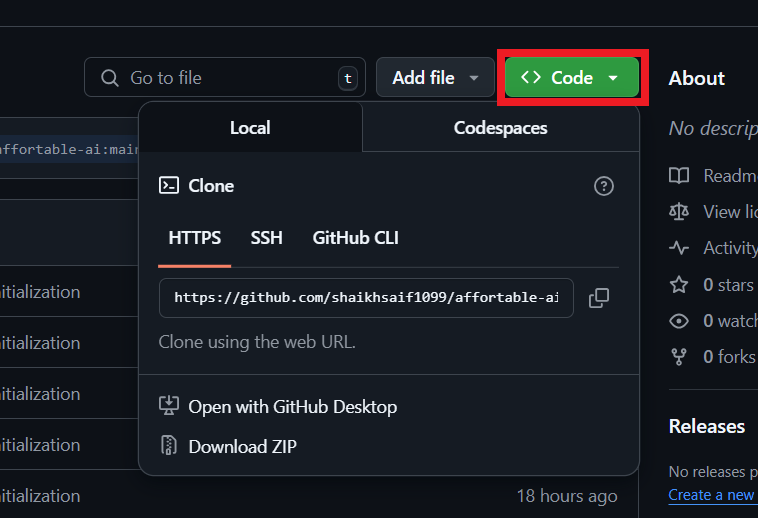 Go to file t Add file <> Code About
Local Codespaces
No descrip
affortable-ai:main
Clone
Readme
HTTPS SSH GitHub CLI
View lic
Activity
https://github.com/shaikhsaif1099/affortable-ai
0 stars
itialization
0 watch
Clone using the web URL.
itialization
0 forks
itialization
Open with GitHub Desktop
Releases
itialization
Download ZIP
No releases p
itialization
18 hours ago
Create a new